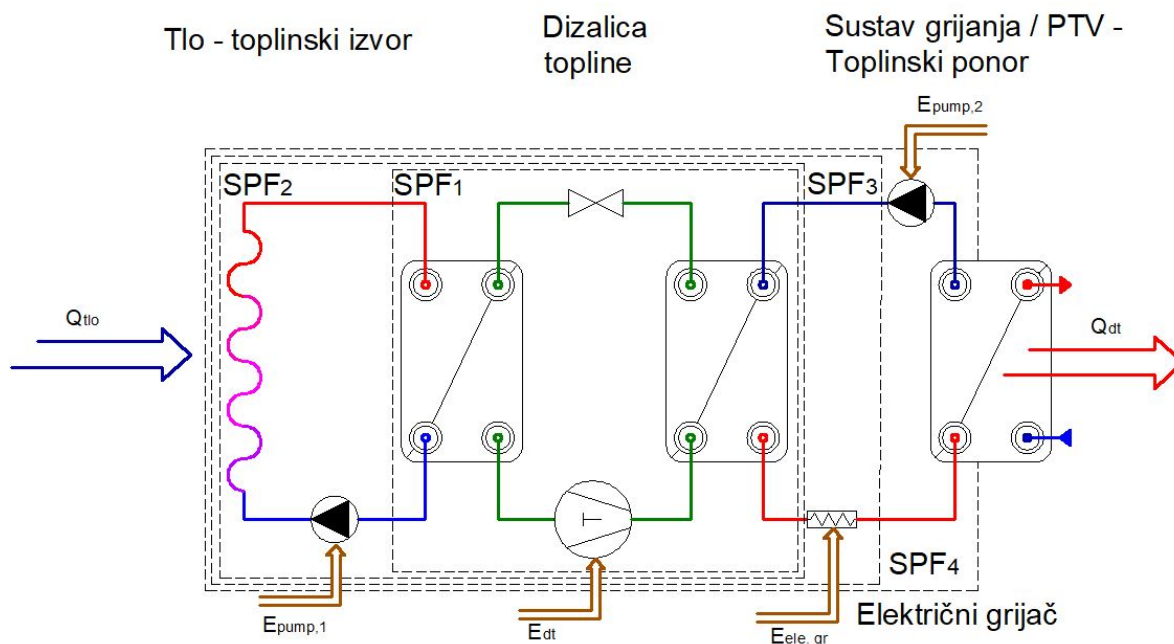 Tlo - toplinski izvor
Dizalica
topline
Sustav grijanja / PTV -
Toplinski ponor
Epump,2
SPF2
SPF1
SPF3
Qtlo
Qdt
SPF4
Epump,1
Edt
Eele. gr
Električni grijač